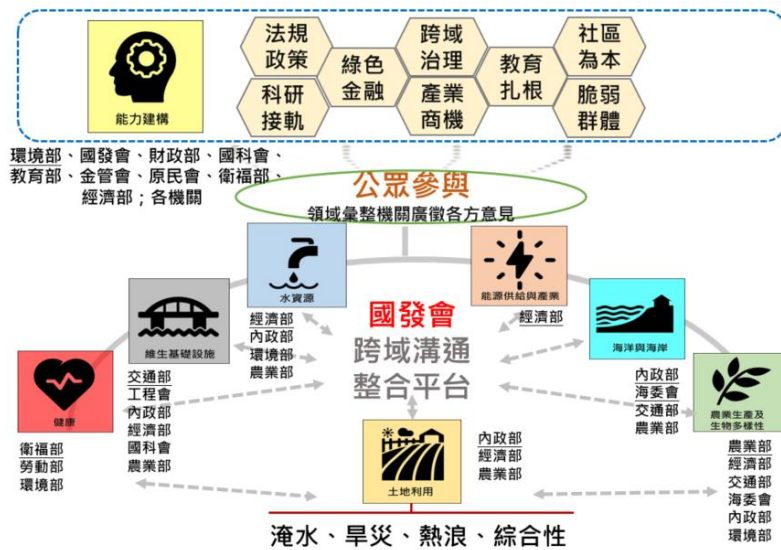 能力建構
法規
政策
科研
接軌
綠色
金融
跨域
治理
產業
商機
教育
扎根
社區
為本
脆弱
群體
環境部、國發會、財政部、國科會、
教育部、金管會、原民會、衛福部、
經濟部；各機關
公眾參與
領域彙整機關廣徵各方意見
健康
衛福部
勞動部
環境部
維生基礎設施
交通部
工程會
內政部
經濟部
國科會
農業部
水資源
經濟部
內政部
環境部
農業部
國發會
跨域溝通
整合平台
能源供給與產業
經濟部
海洋與海岸
內政部
海委會
交通部
農業部
農業生產及
生物多樣性
農業部
經濟部
交通部
海委會
內政部
環境部
土地利用
內政部
經濟部
農業部
淹水、旱災、熱浪、綜合性